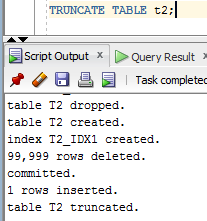 TRUNCATE TABLE t2;
Script Output Query Result
Task completed
table T2 dropped.
table T2 created.
index T2_IDX1 created.
99,999 rows deleted.
committed.
1 rows inserted.
table T2 truncated.